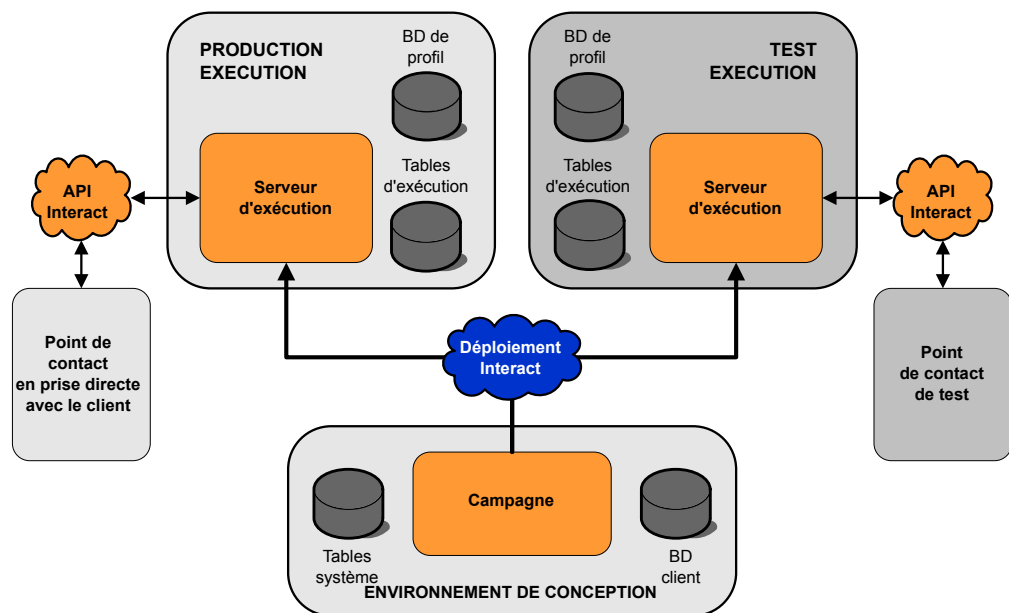 PRODUCTION
EXECUTION
BD de
profil
Tables
d'exécution
Serveur
d'exécution
API
Interact
Point de
contact
en prise directe
avec le client
BD de
profil
TEST
EXECUTION
Tables
d'exécution
Serveur
d'exécution
API
Interact
Point
de contact
de test
Déploiement
Interact
Campagne
Tables
système
BD
client
ENVIRONNEMENT DE CONCEPTION